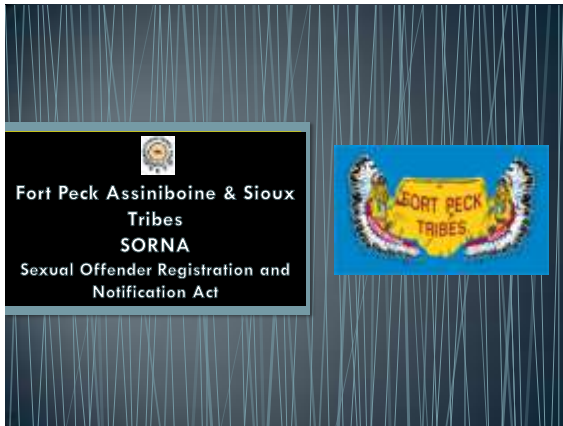 Fort Peck Assiniboine & Sioux
Tribes
SORNA
Sexual Offender Registration and
Notification Act
FORT PECK
TRIBES